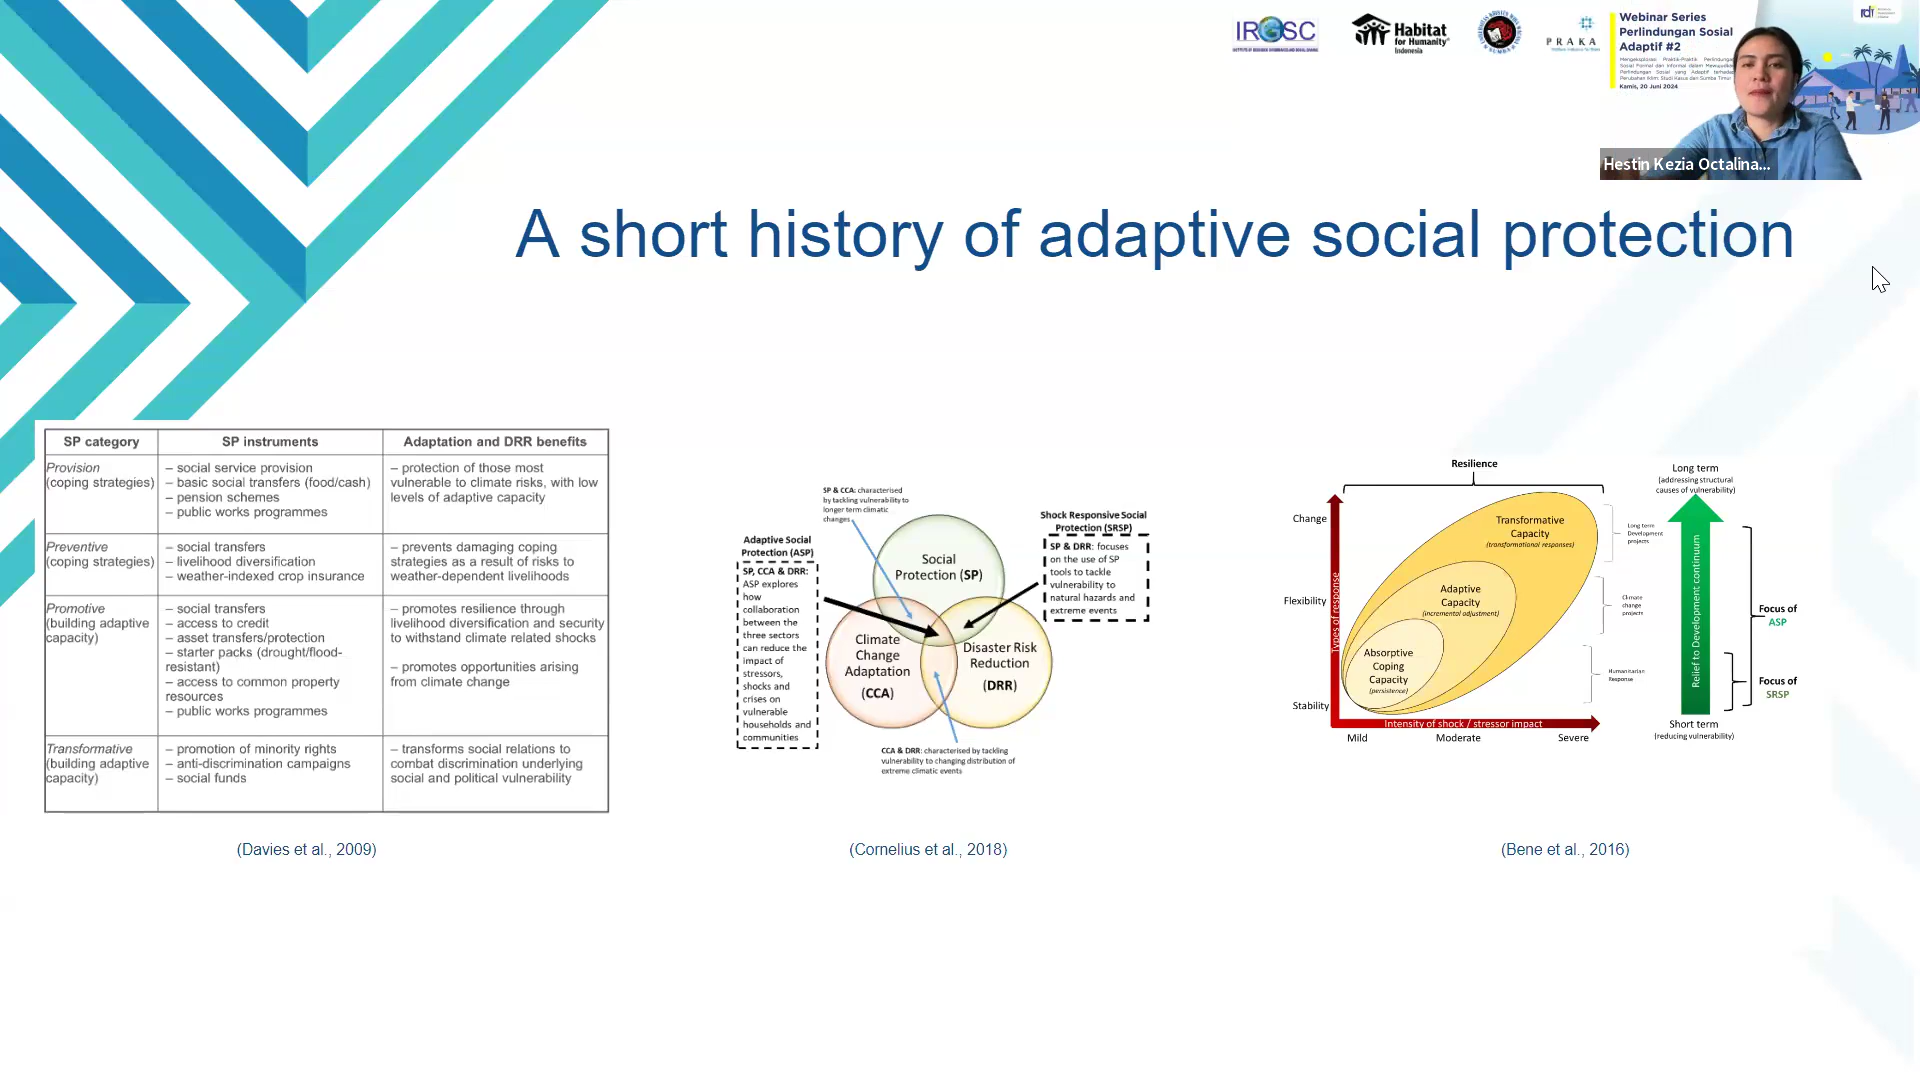 IROSC
Habitat
for Humanity
Indonesia
PRAKARSA
Webinar Series
Perlindungan Sosial
Adaptif #2
Mengeksplorasi Praktik-Praktik Perlindungan
Sosial Formal dan Informal dalam Mewujudkan
Perlindungan Sosial yang Adaptif terhadap
Perubahan Iklim: Studi Kasus dan Sumba Timur
Kamis, 20 Juni 2024
Hestin Kezia Octalina...
A short history of adaptive social protection
SP category
SP instruments
Adaptation and DRR benefits
Provision
(coping strategies)
– social service provision
– basic social transfers (food/cash)
– pension schemes
– public works programmes
– protection of those most
vulnerable to climate risks, with low
levels of adaptive capacity
Preventive
(coping strategies)
– social transfers
– livelihood diversification
– weather-indexed crop insurance
– prevents damaging coping
strategies as a result of risks to
weather-dependent livelihoods
Promotive
(building adaptive
capacity)
– social transfers
– access to credit
– asset transfers/protection
– starter packs (drought/flood-
resistant)
– access to common property
resources
– public works programmes
– promotes resilience through
livelihood diversification and security
to withstand climate related shocks
– promotes opportunities arising
from climate change
Transformative
(building adaptive
capacity)
– promotion of minority rights
– anti-discrimination campaigns
– social funds
– transforms social relations to
combat discrimination underlying
social and political vulnerability
(Davies et al., 2009)
SP & CCA: characterised
by tackling vulnerability to
longer term climatic
changes
Adaptive Social
Protection (ASP)
SP, CCA & DRR:
ASP explores
how
collaboration
between the
three sectors
can reduce the
impact of
stressors,
shocks and
crises on
vulnerable
households and
communities
Social
Protection (SP)
Climate
Change
Adaptation
(CCA)
Disaster Risk
Reduction
(DRR)
Shock Responsive Social
Protection (SRSP)
SP & DRR: focuses
on the use of SP
tools to tackle
vulnerability to
natural hazards and
extreme events
CCA & DRR: characterised by tackling
vulnerability to changing distribution of
extreme climatic events
(Cornelius et al., 2018)
Resilience
Types of response
Change
Flexibility
Stability
Transformative
Capacity
(transformational responses)
Adaptive
Capacity
(incremental adjustment)
Absorptive
Coping
Capacity
(persistence)
Intensity of shock / stressor impact
Mild
Moderate
Severe
Long term
Development
projects
Climate
change
projects
Humanitarian
Response
Long term
(addressing structural
causes of vulnerability)
Relief to Development continuum
Short term
(reducing vulnerability)
Focus of
ASP
Focus of
SRSP
(Bene et al., 2016)